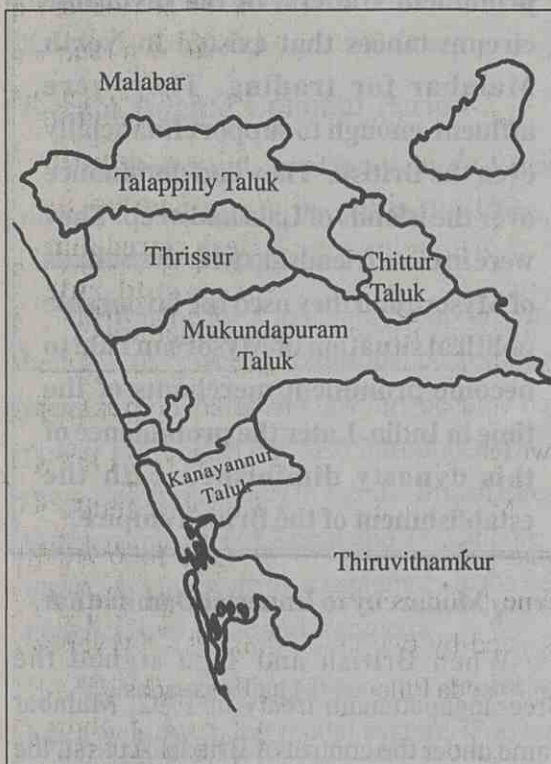 Malabar
Talappilly Taluk
Thrissur
Chittur
Taluk
Mukundapuram
Taluk
Kanayannur
Taluk
Thiruvithamkur